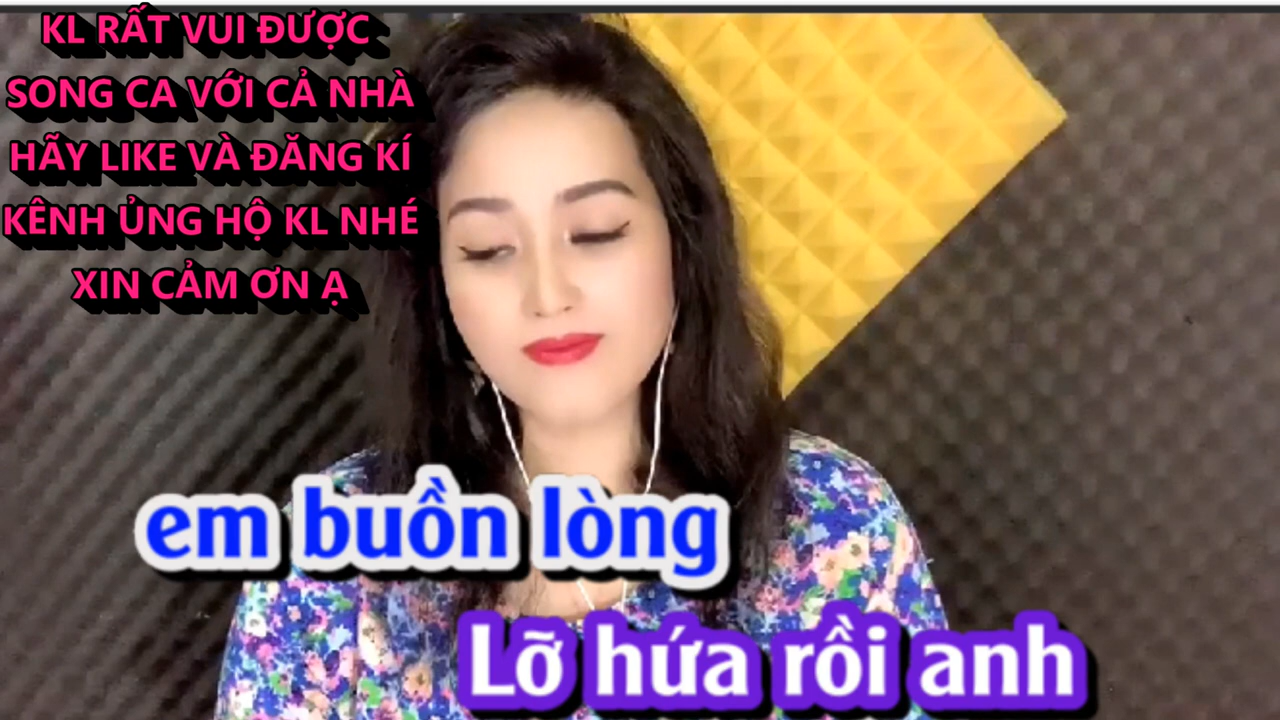 KL RẤT VUI ĐƯỢC
SONG CA VỚI CẢ NHÀ
HÃY LIKE VÀ ĐĂNG KÍ
KÊNH ỦNG HỘ KL NHÉ
XIN CẢM ƠN Ạ
em buồn lòng
Lỡ hứa rồi anh